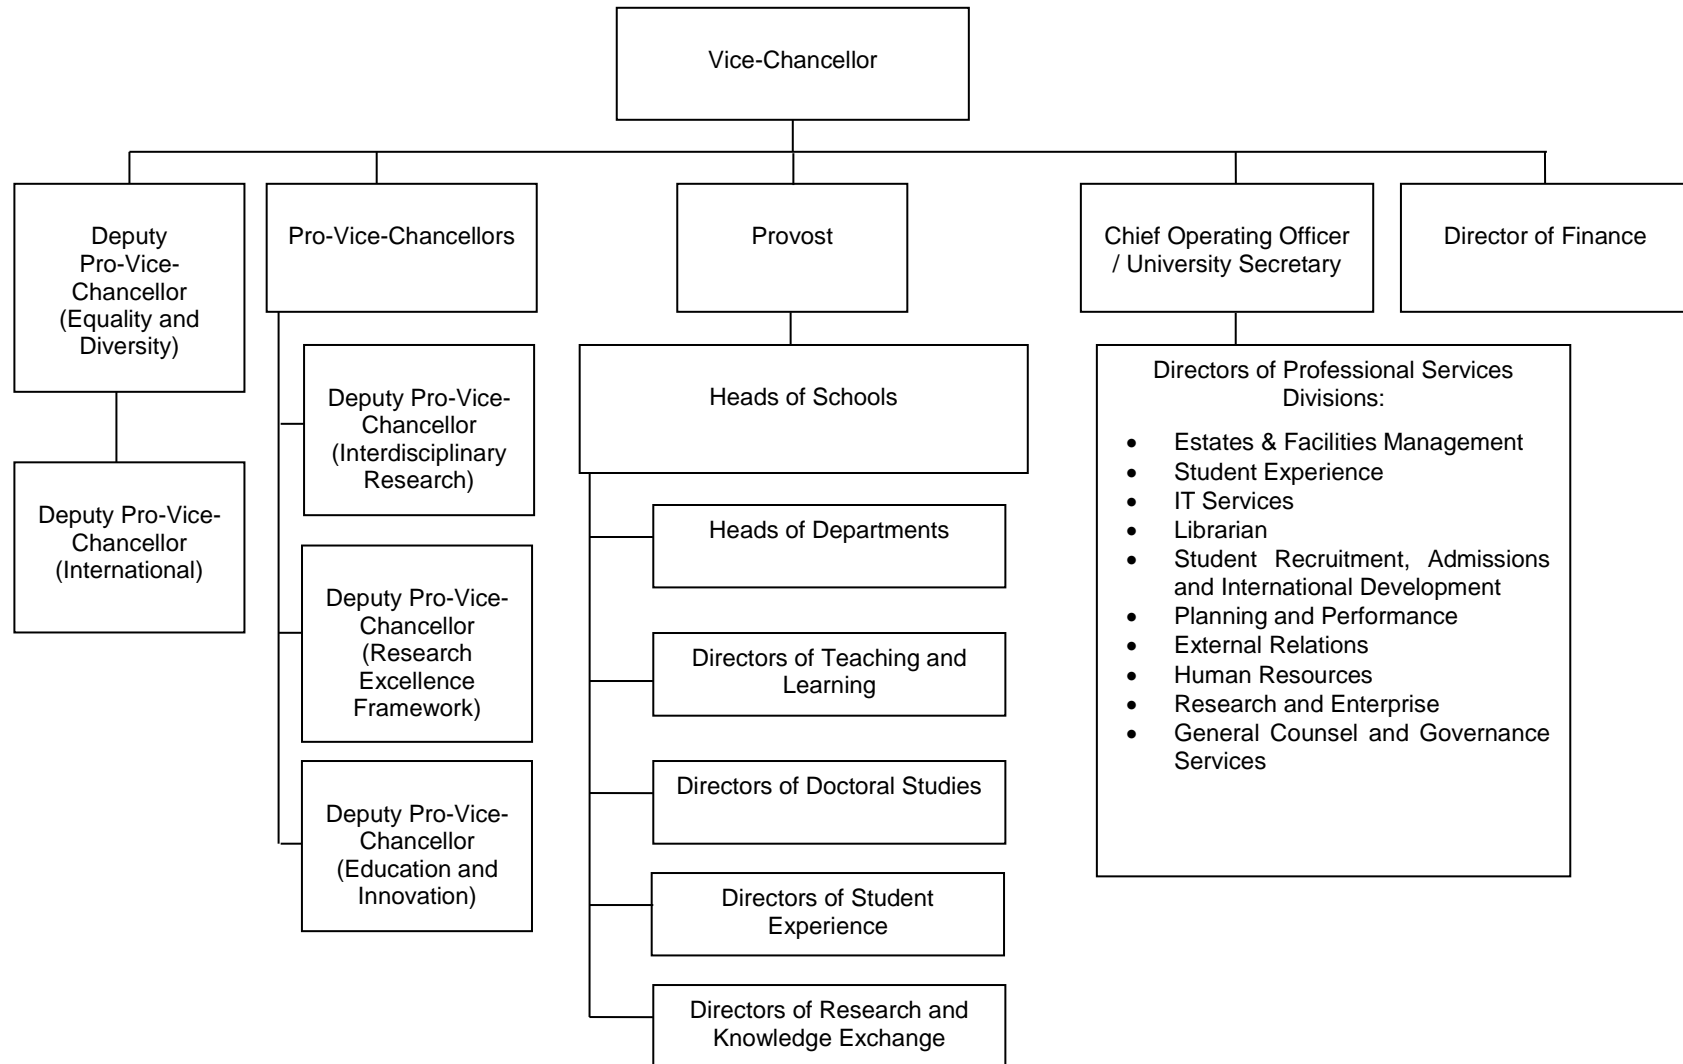 Vice-Chancellor
Deputy
Pro-Vice-
Chancellor
(Equality and
Diversity)
Pro-Vice-Chancellors
Provost
Chief Operating Officer
/ University Secretary
Director of Finance
Deputy Pro-Vice-
Chancellor
(International)
Deputy Pro-Vice-
Chancellor
(Interdisciplinary
Research)
Deputy Pro-Vice-
Chancellor
(Research
Excellence
Framework)
Deputy Pro-Vice-
Chancellor
(Education and
Innovation)
Heads of Schools
Heads of Departments
Directors of Teaching and
Learning
Directors of Doctoral Studies
Directors of Student
Experience
Directors of Research and
Knowledge Exchange
Directors of Professional Services
Divisions:
• Estates & Facilities Management
• Student Experience
• IT Services
• Librarian
• Student Recruitment, Admissions
and International Development
• Planning and Performance
• External Relations
• Human Resources
• Research and Enterprise
• General Counsel and Governance
Services